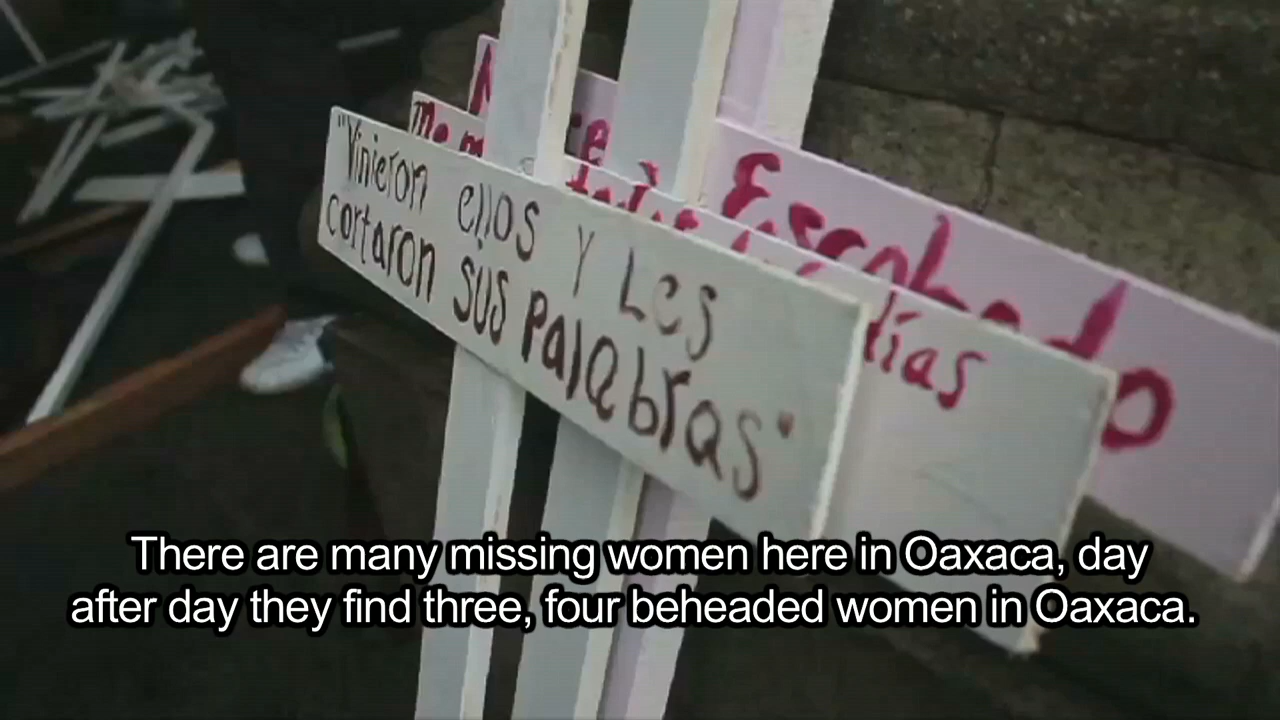 "Vinieron ellos y Les
cortaron sus palabras"
Escobedo
días
There are many missing women here in Oaxaca, day
after day they find three, four beheaded women in Oaxaca.